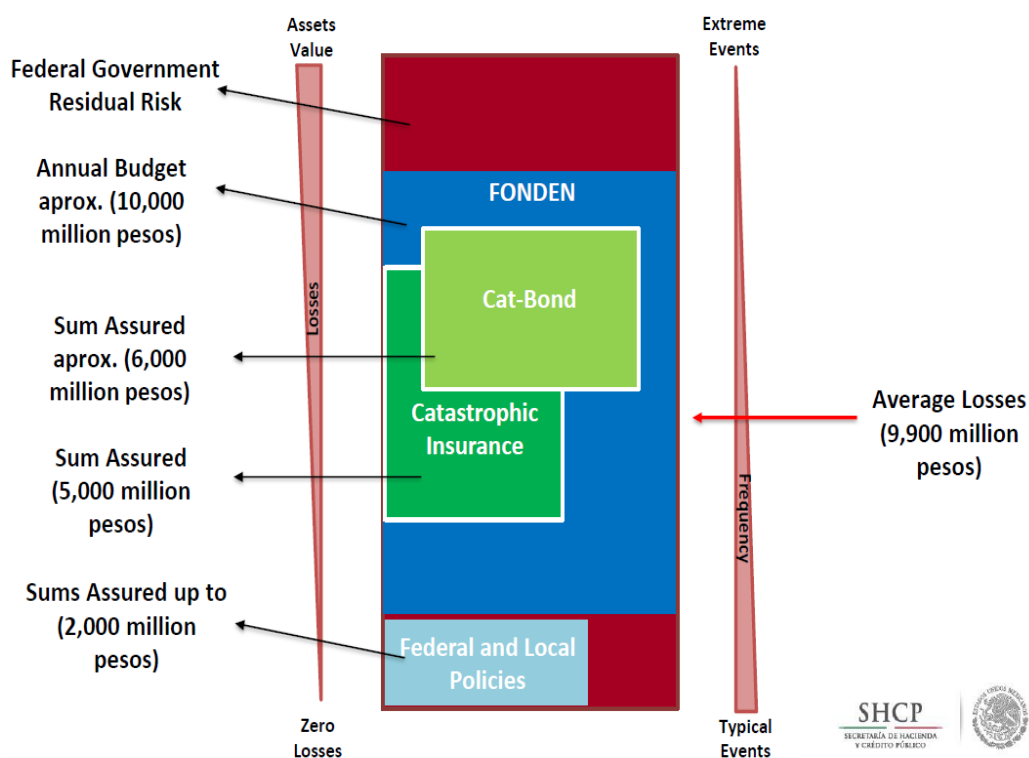 Assets
Value
Extreme
Events
Federal Government
Residual Risk
Annual Budget
aprox. (10,000
million pesos)
FONDEN
Cat-Bond
Losses
Sum Assured
aprox. (6,000
million pesos)
Catastrophic
Insurance
Average Losses
(9,900 million
pesos)
Sum Assured
(5,000 million
pesos)
Frequency
Sums Assured up to
(2,000 million
pesos)
Federal and Local
Policies
Zero
Losses
Typical
Events
SHCP
SECRETARÍA DE HACIENDA
Y CRÉDITO PÚBLICO
ESTADOS UNIDOS MEXICANOS